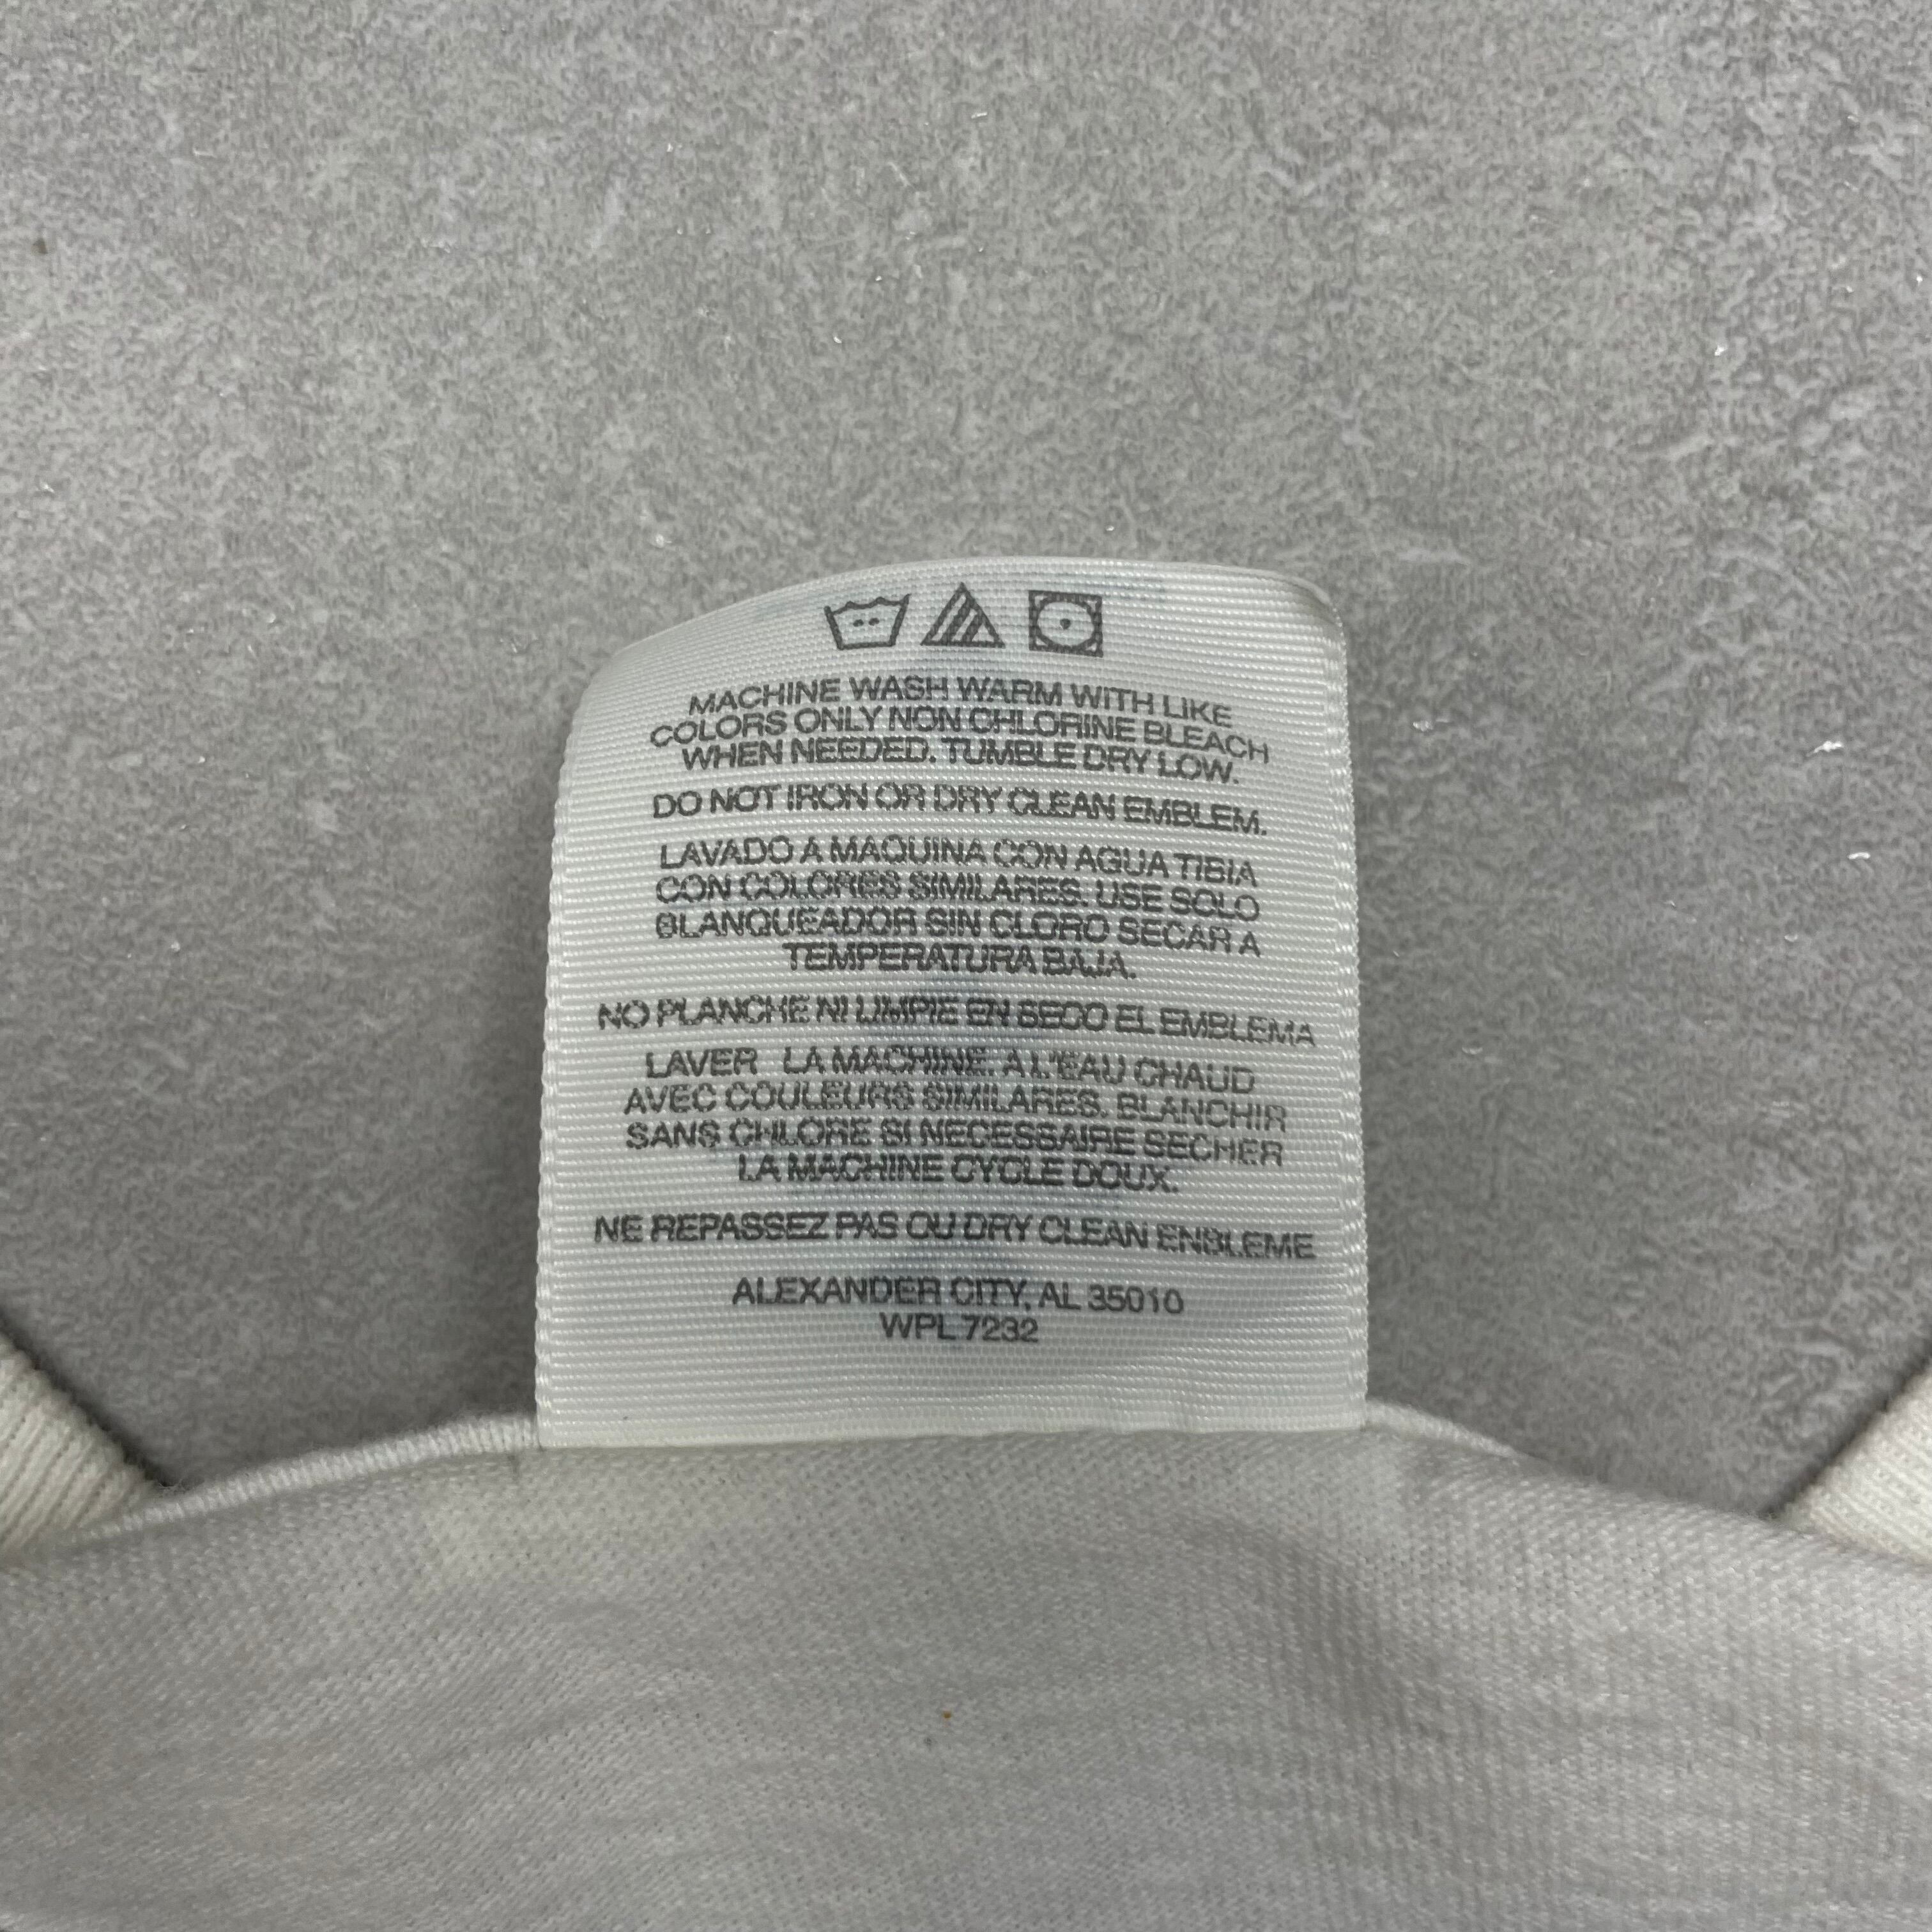 MACHINE WASH WARM WITH LIKE
COLORS ONLY NON CHLORINE BLEACH
WHEN NEEDED. TUMBLE DRY LOW.
DO NOT IRON OR DRY CLEAN EMBLEM.
LAVADO A MAQUINA CON AGUA TIBIA
CON COLORES SIMILARES. USE SOLO
BLANQUEADOR SIN CLORO SECAR A
TEMPERATURA BAJA.
NO PLANCHE NI LIMPIE EN SECO EL EMBLEMA
LAVER LA MACHINE. A L'EAU CHAUD
AVEC COULEURS SIMILARES. BLANCHIR
SANS CHLORE SI NECESSAIRE SECHER
LA MACHINE CYCLE DOUX.
NE REPASSEZ PAS OU DRY CLEAN ENBLEME
ALEXANDER CITY, AL 35010
WPL 7232